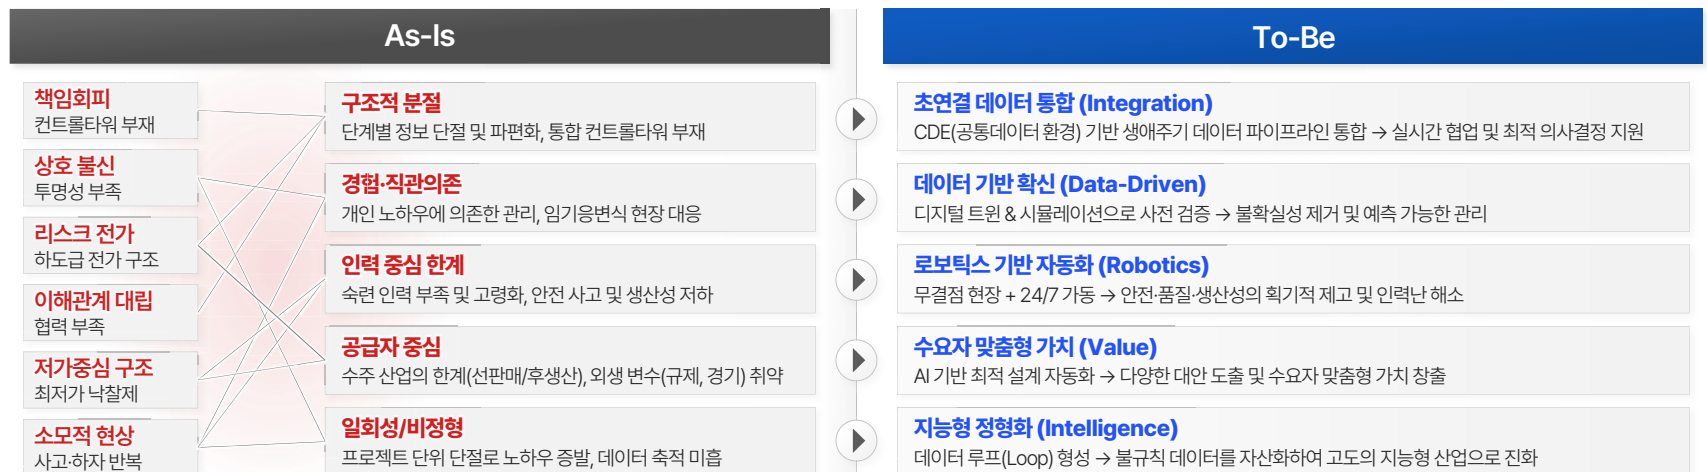 As-Is
To-Be
책임회피
컨트롤타워 부재
상호 불신
투명성 부족
리스크 전가
하도급 전가 구조
이해관계 대립
협력 부족
저가중심 구조
최저가 낙찰제
소모적 현상
사고·하자 반복
구조적 분절
단계별 정보 단절 및 파편화, 통합 컨트롤타워 부재
경험·직관의존
개인 노하우에 의존한 관리, 임기응변식 현장 대응
인력 중심 한계
숙련 인력 부족 및 고령화, 안전 사고 및 생산성 저하
공급자 중심
수주 산업의 한계(선판매/후생산), 외생 변수(규제, 경기) 취약
일회성/비정형
프로젝트 단위 단절로 노하우 증발, 데이터 축적 미흡
초연결 데이터 통합 (Integration)
CDE(공통데이터 환경) 기반 생애주기 데이터 파이프라인 통합 → 실시간 협업 및 최적 의사결정 지원
데이터 기반 확신 (Data-Driven)
디지털 트윈 & 시뮬레이션으로 사전 검증 → 불확실성 제거 및 예측 가능한 관리
로보틱스 기반 자동화 (Robotics)
무결점 현장 + 24/7 가동 → 안전·품질·생산성의 획기적 제고 및 인력난 해소
수요자 맞춤형 가치 (Value)
AI 기반 최적 설계 자동화 → 다양한 대안 도출 및 수요자 맞춤형 가치 창출
지능형 정형화 (Intelligence)
데이터 루프(Loop) 형성 → 불규칙 데이터를 자산화하여 고도의 지능형 산업으로 진화